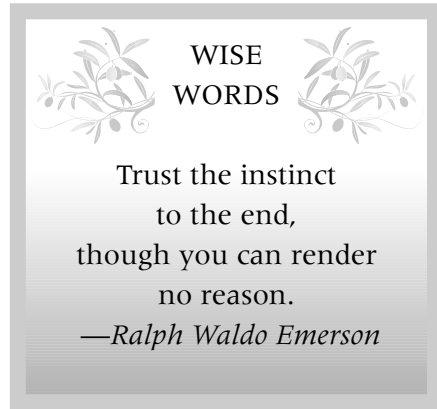 WISE
WORDS
Trust the instinct
to the end,
though you can render
no reason.
—Ralph Waldo Emerson